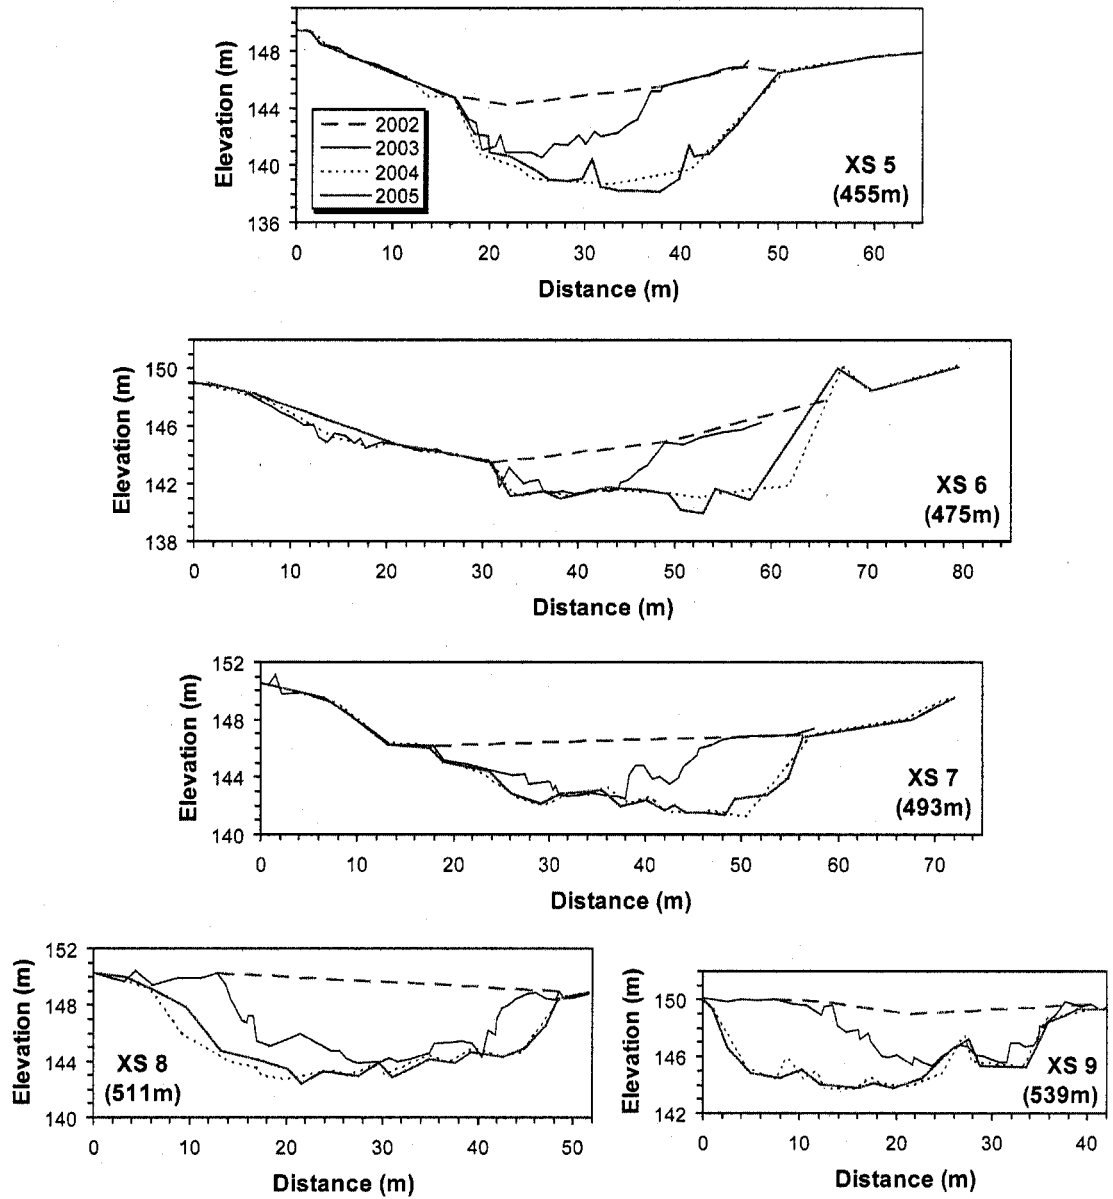 Elevation (m)
148
144
140
136
2002
2003
2004
2005
XS 5
(455m)
0 10 20 30 40 50 60
Distance (m)
Elevation (m)
150
146
142
138
XS 6
(475m)
0 10 20 30 40 50 60 70 80
Distance (m)
Elevation (m)
152
148
144
140
XS 7
(493m)
0 10 20 30 40 50 60 70
Distance (m)
Elevation (m)
152
148
144
140
XS 8
(511m)
0 10 20 30 40 50
Distance (m)
Elevation (m)
150
146
142
XS 9
(539m)
0 10 20 30 40
Distance (m)